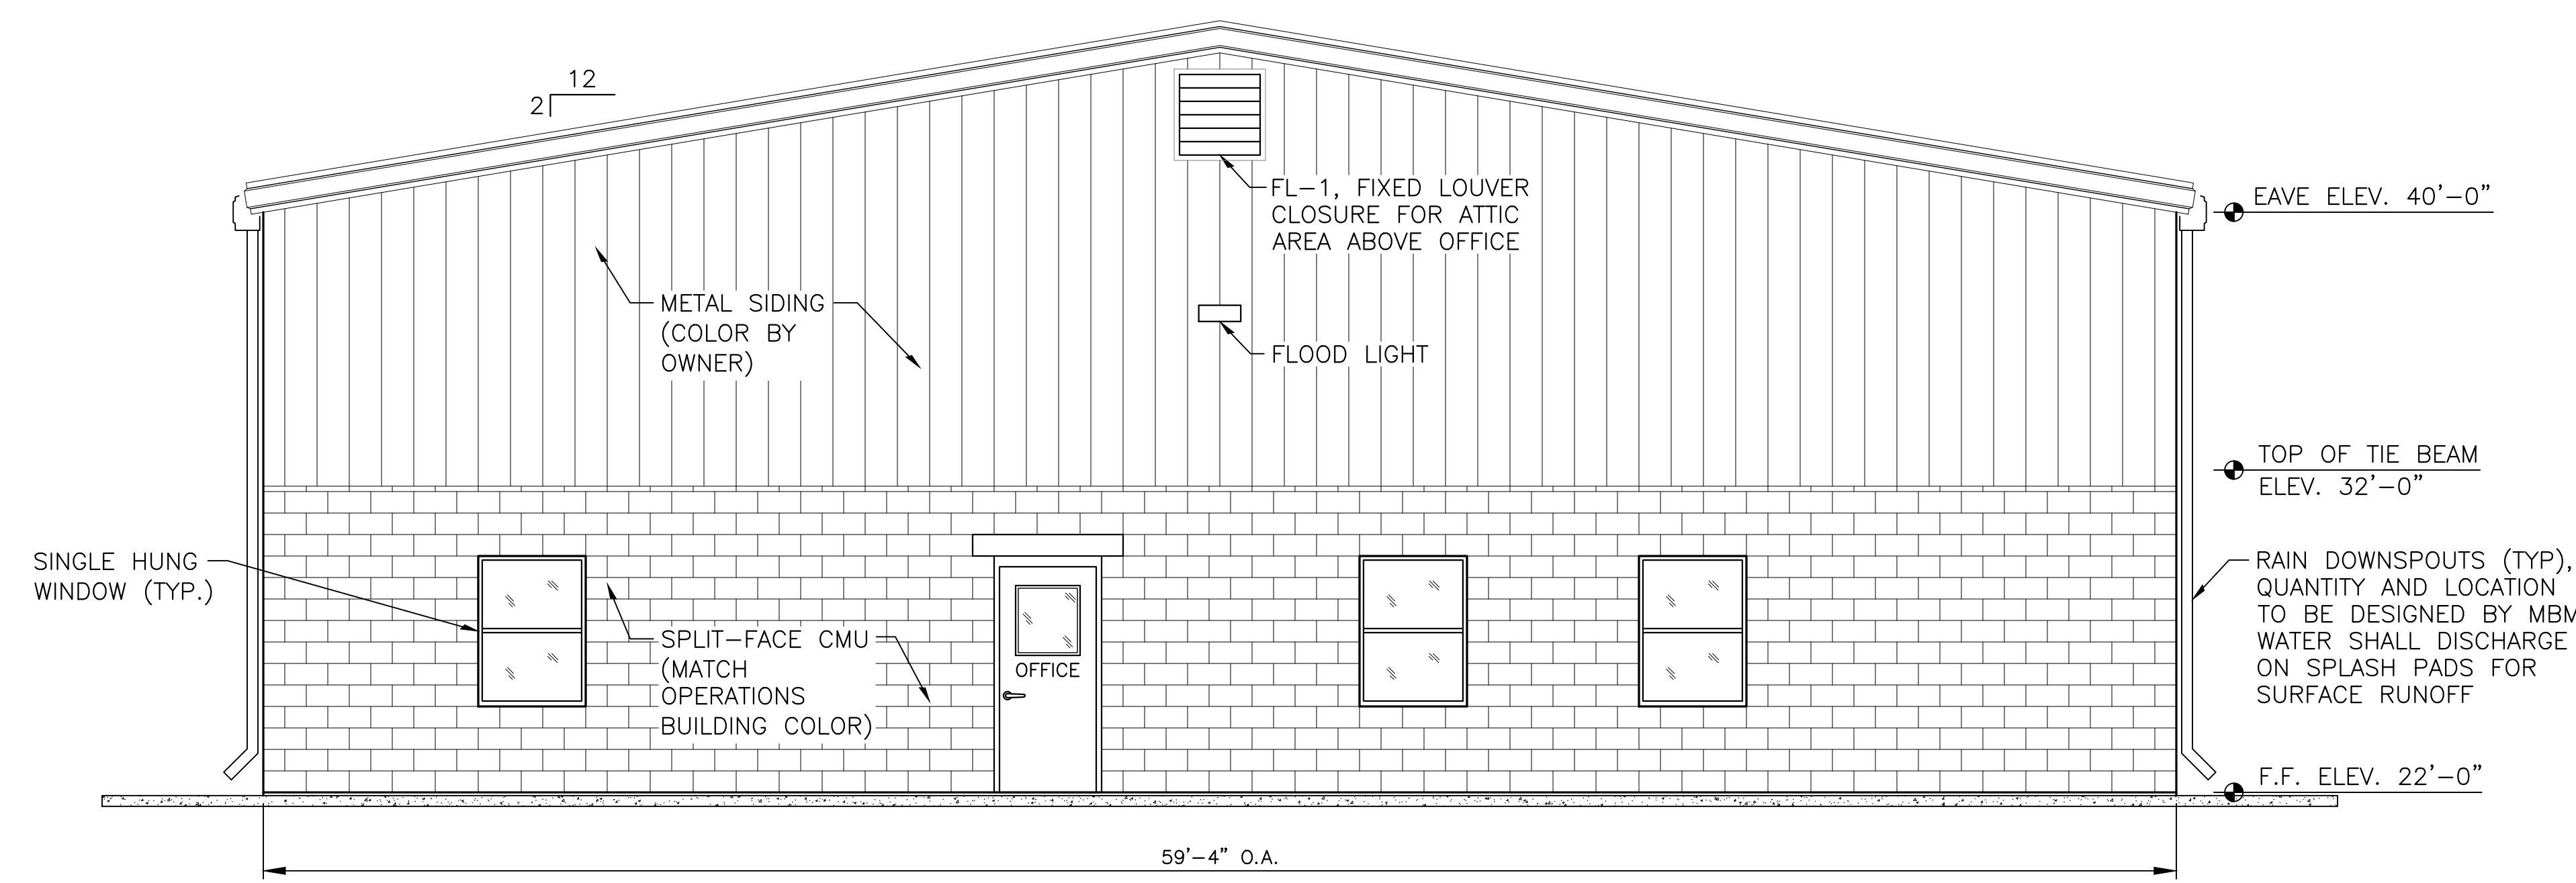 12
2
EAVE ELEV. 40'-0"
FL-1, FIXED LOUVER
CLOSURE FOR ATTIC
AREA ABOVE OFFICE
METAL SIDING
(COLOR BY
OWNER)
FLOOD LIGHT
TOP OF TIE BEAM
ELEV. 32'-0"
SINGLE HUNG
WINDOW (TYP.)
SPLIT-FACE CMU
(MATCH
OPERATIONS
BUILDING COLOR)
OFFICE
RAIN DOWNSPOUTS (TYP),
QUANTITY AND LOCATION
TO BE DESIGNED BY MBM
WATER SHALL DISCHARGE
ON SPLASH PADS FOR
SURFACE RUNOFF
F.F. ELEV. 22'-0"
59'-4" O.A.